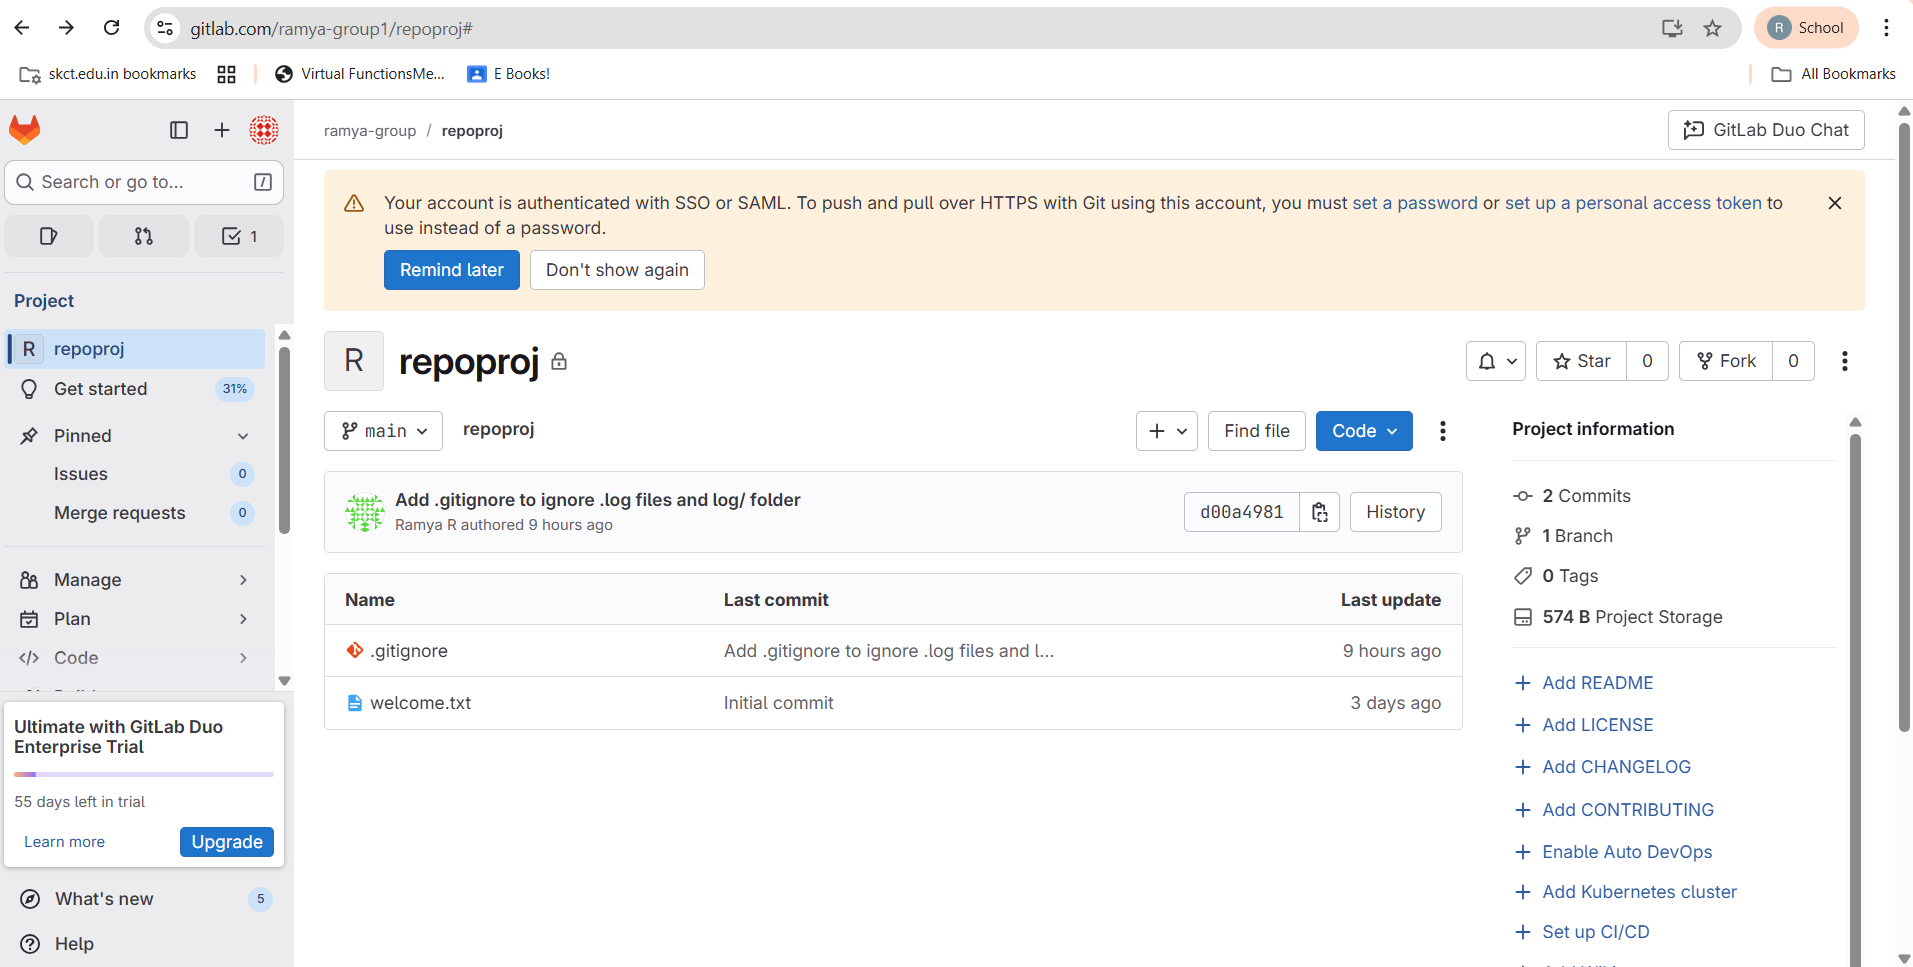 gitlab.com/ramya-group1/repoproj#
R School
skct.edu.in bookmarks
Virtual FunctionsMe...
E Books!
All Bookmarks
ramya-group / repoproj
GitLab Duo Chat
Search or go to...
/
1
Project
R repoproj
Get started 31%
Pinned
Issues 0
Merge requests 0
Manage
Plan
Code
Ultimate with GitLab Duo
Enterprise Trial
55 days left in trial
Learn more
Upgrade
What's new 5
Help
Your account is authenticated with SSO or SAML. To push and pull over HTTPS with Git using this account, you must set a password or set up a personal access token to
use instead of a password.
Remind later
Don't show again
R
repoproj
Star 0
Fork 0
main
repoproj
Find file
Code
Add .gitignore to ignore .log files and log/ folder
Ramya R authored 9 hours ago
d00a4981
History
Name Last commit Last update
.gitignore Add .gitignore to ignore .log files and l... 9 hours ago
welcome.txt Initial commit 3 days ago
Project information
2 Commits
1 Branch
0 Tags
574 B Project Storage
+ Add README
+ Add LICENSE
+ Add CHANGELOG
+ Add CONTRIBUTING
+ Enable Auto DevOps
+ Add Kubernetes cluster
+ Set up CI/CD